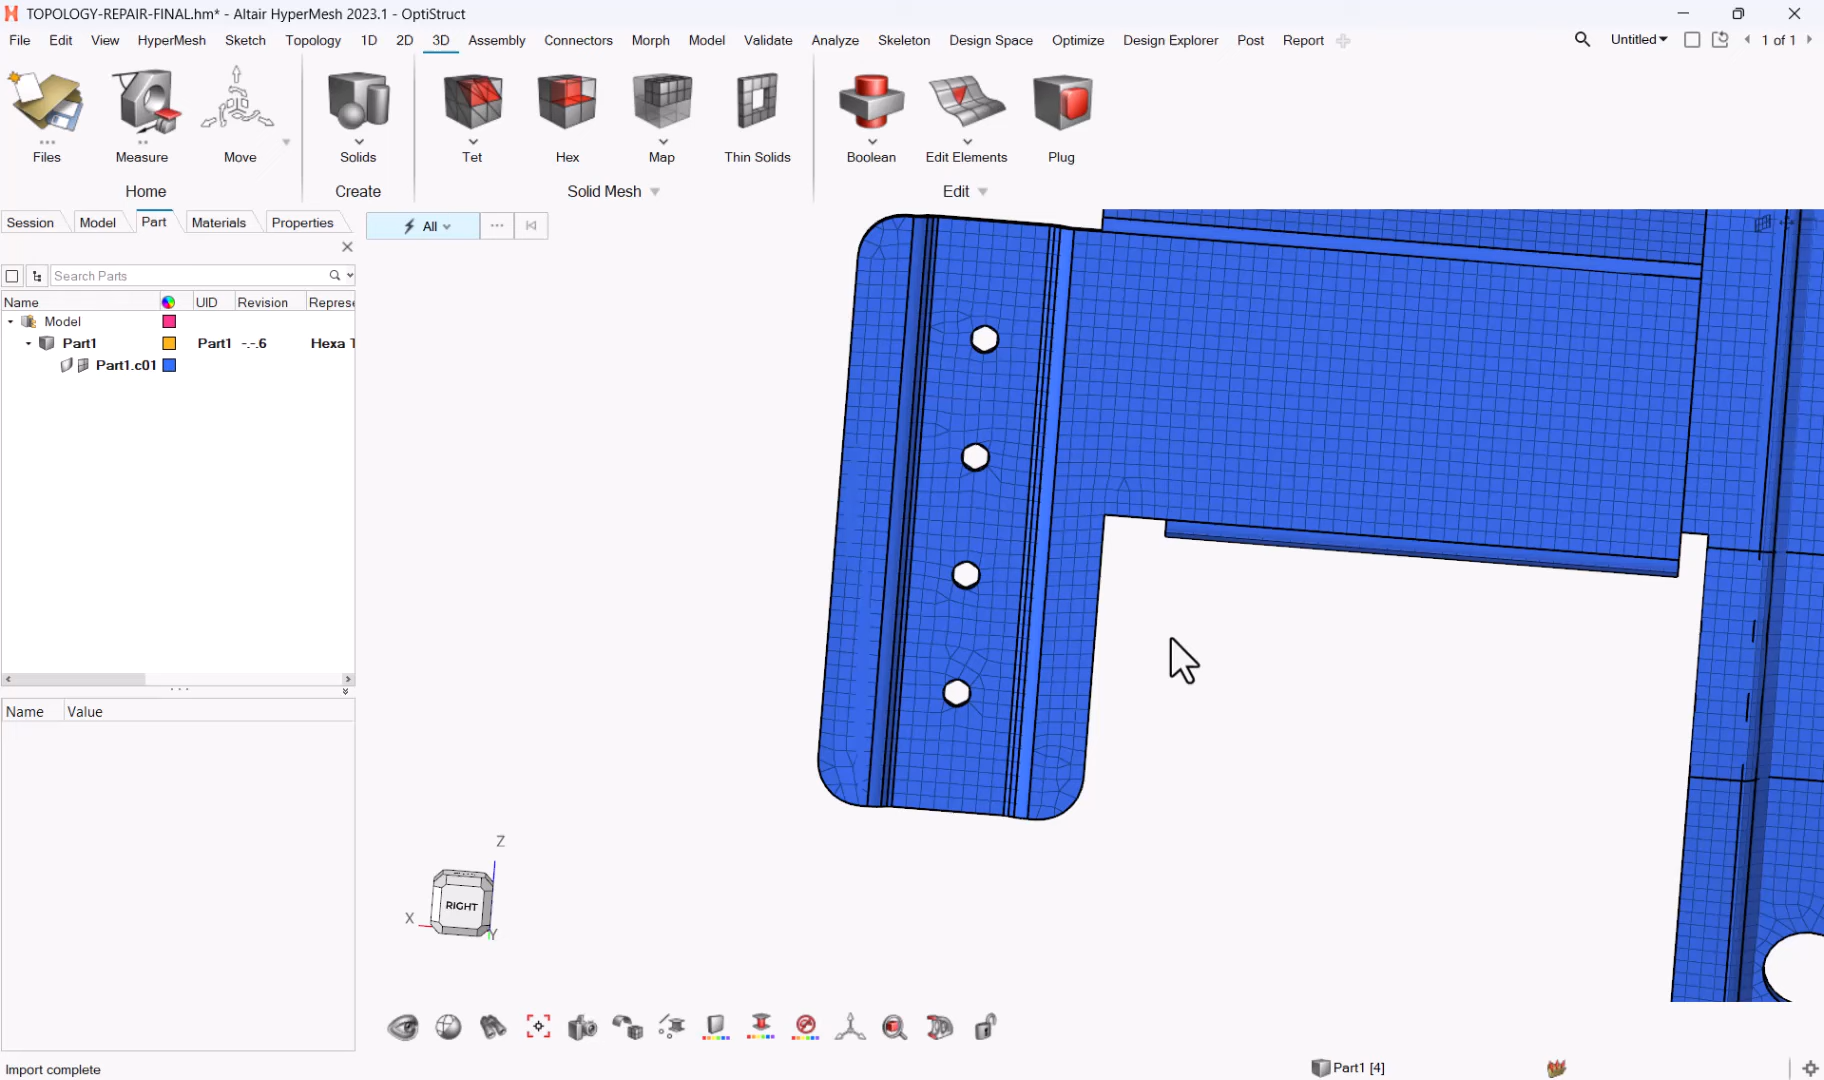 TOPOLOGY-REPAIR-FINAL.hm* - Altair HyperMesh 2023.1 - OptiStruct
File Edit View HyperMesh Sketch Topology 1D 2D 3D Assembly Connectors Morph Model Validate Analyze Skeleton Design Space Optimize Design Explorer Post Report Untitled 1 of 1
Files Measure Move Solids Tet Hex Map Thin Solids Boolean Edit Elements Plug
Home Create Solid Mesh Edit
Session Model Part Materials Properties All
Search Parts
Name UID Revision Represe
Model
Part1 Part1 -.-.6 Hexa
Part1.c01
Name Value
Z
RIGHT
X
Y
Import complete Part1 [4]